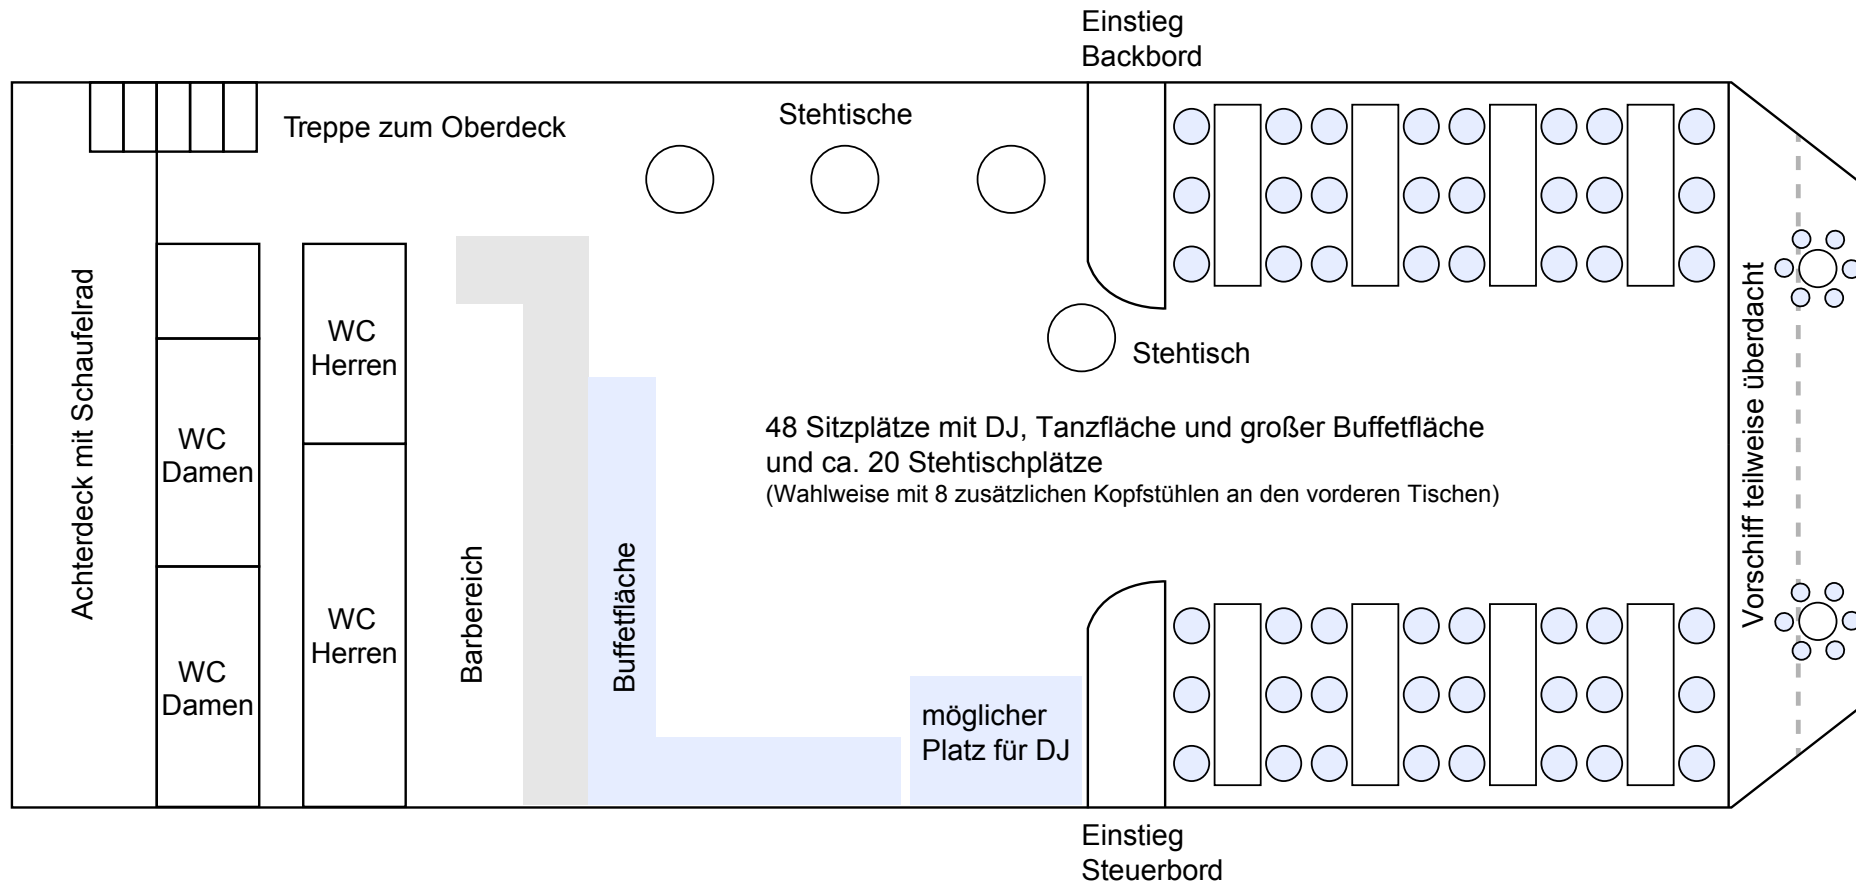 Einstieg
Backbord
Treppe zum Oberdeck
Stehtische
Achterdeck mit Schaufelrad
WC
Damen
WC
Damen
WC
Herren
WC
Herren
Barbereich
Buffetfläche
Stehtisch
48 Sitzplätze mit DJ, Tanzfläche und großer Buffetfläche
und ca. 20 Stehtischplätze
(Wahlweise mit 8 zusätzlichen Kopfstühlen an den vorderen Tischen)
möglicher
Platz für DJ
Vorschiff teilweise überdacht
Einstieg
Steuerbord